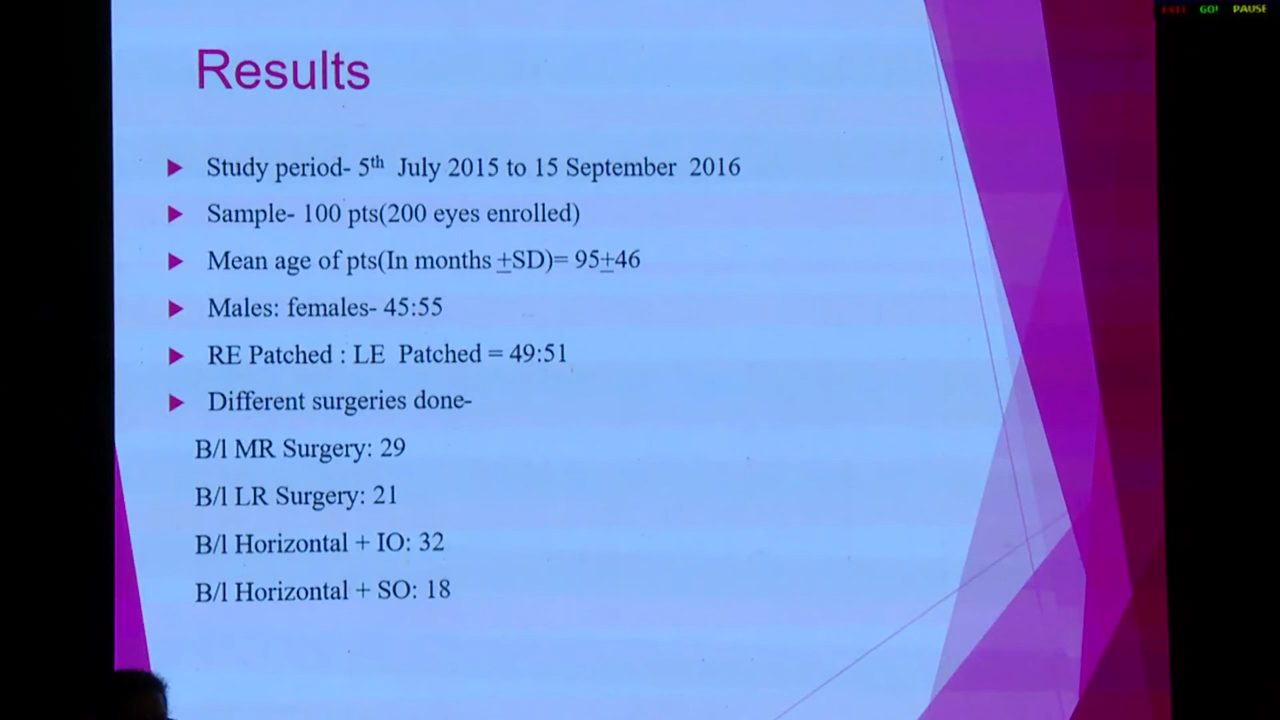 EXIT GO! PAUSE
Results
Study period- 5th July 2015 to 15 September 2016
Sample- 100 pts(200 eyes enrolled)
Mean age of pts(In months ±SD)= 95±46
Males: females- 45:55
RE Patched : LE Patched = 49:51
Different surgeries done-
B/l MR Surgery: 29
B/l LR Surgery: 21
B/l Horizontal + IO: 32
B/l Horizontal + SO: 18